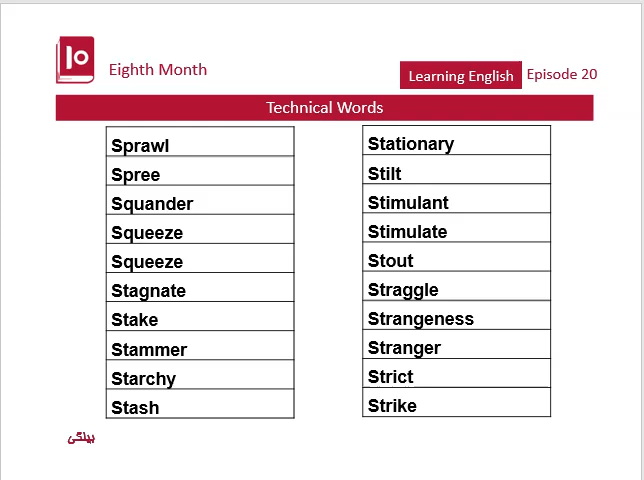 lo
Eighth Month
Learning English
Episode 20
Technical Words
Sprawl
Spree
Squander
Squeeze
Squeeze
Stagnate
Stake
Stammer
Starchy
Stash
Stationary
Stilt
Stimulant
Stimulate
Stout
Straggle
Strangeness
Stranger
Strict
Strike